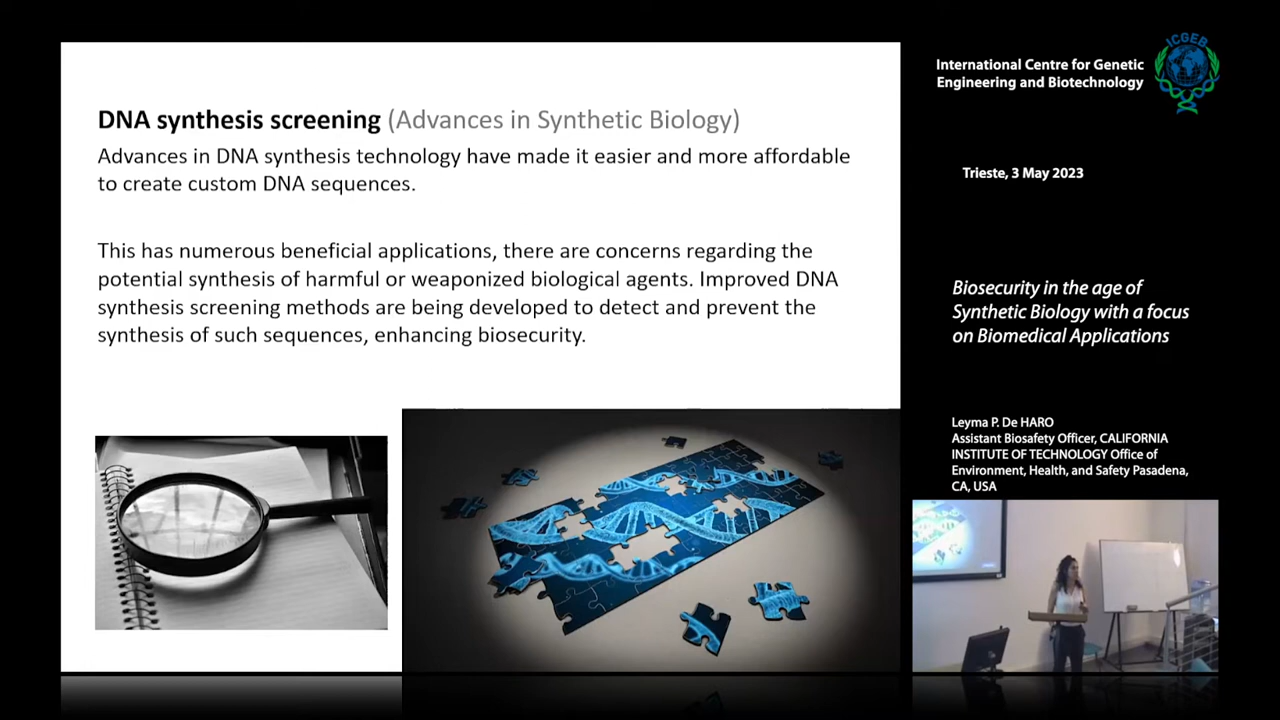 DNA synthesis screening (Advances in Synthetic Biology)
Advances in DNA synthesis technology have made it easier and more affordable
to create custom DNA sequences.
This has numerous beneficial applications, there are concerns regarding the
potential synthesis of harmful or weaponized biological agents. Improved DNA
synthesis screening methods are being developed to detect and prevent the
synthesis of such sequences, enhancing biosecurity.
International Centre for Genetic
Engineering and Biotechnology
ICGEB
Trieste, 3 May 2023
Biosecurity in the age of
Synthetic Biology with a focus
on Biomedical Applications
Leyma P. De HARO
Assistant Biosafety Officer, CALIFORNIA
INSTITUTE OF TECHNOLOGY Office of
Environment, Health, and Safety Pasadena,
CA, USA